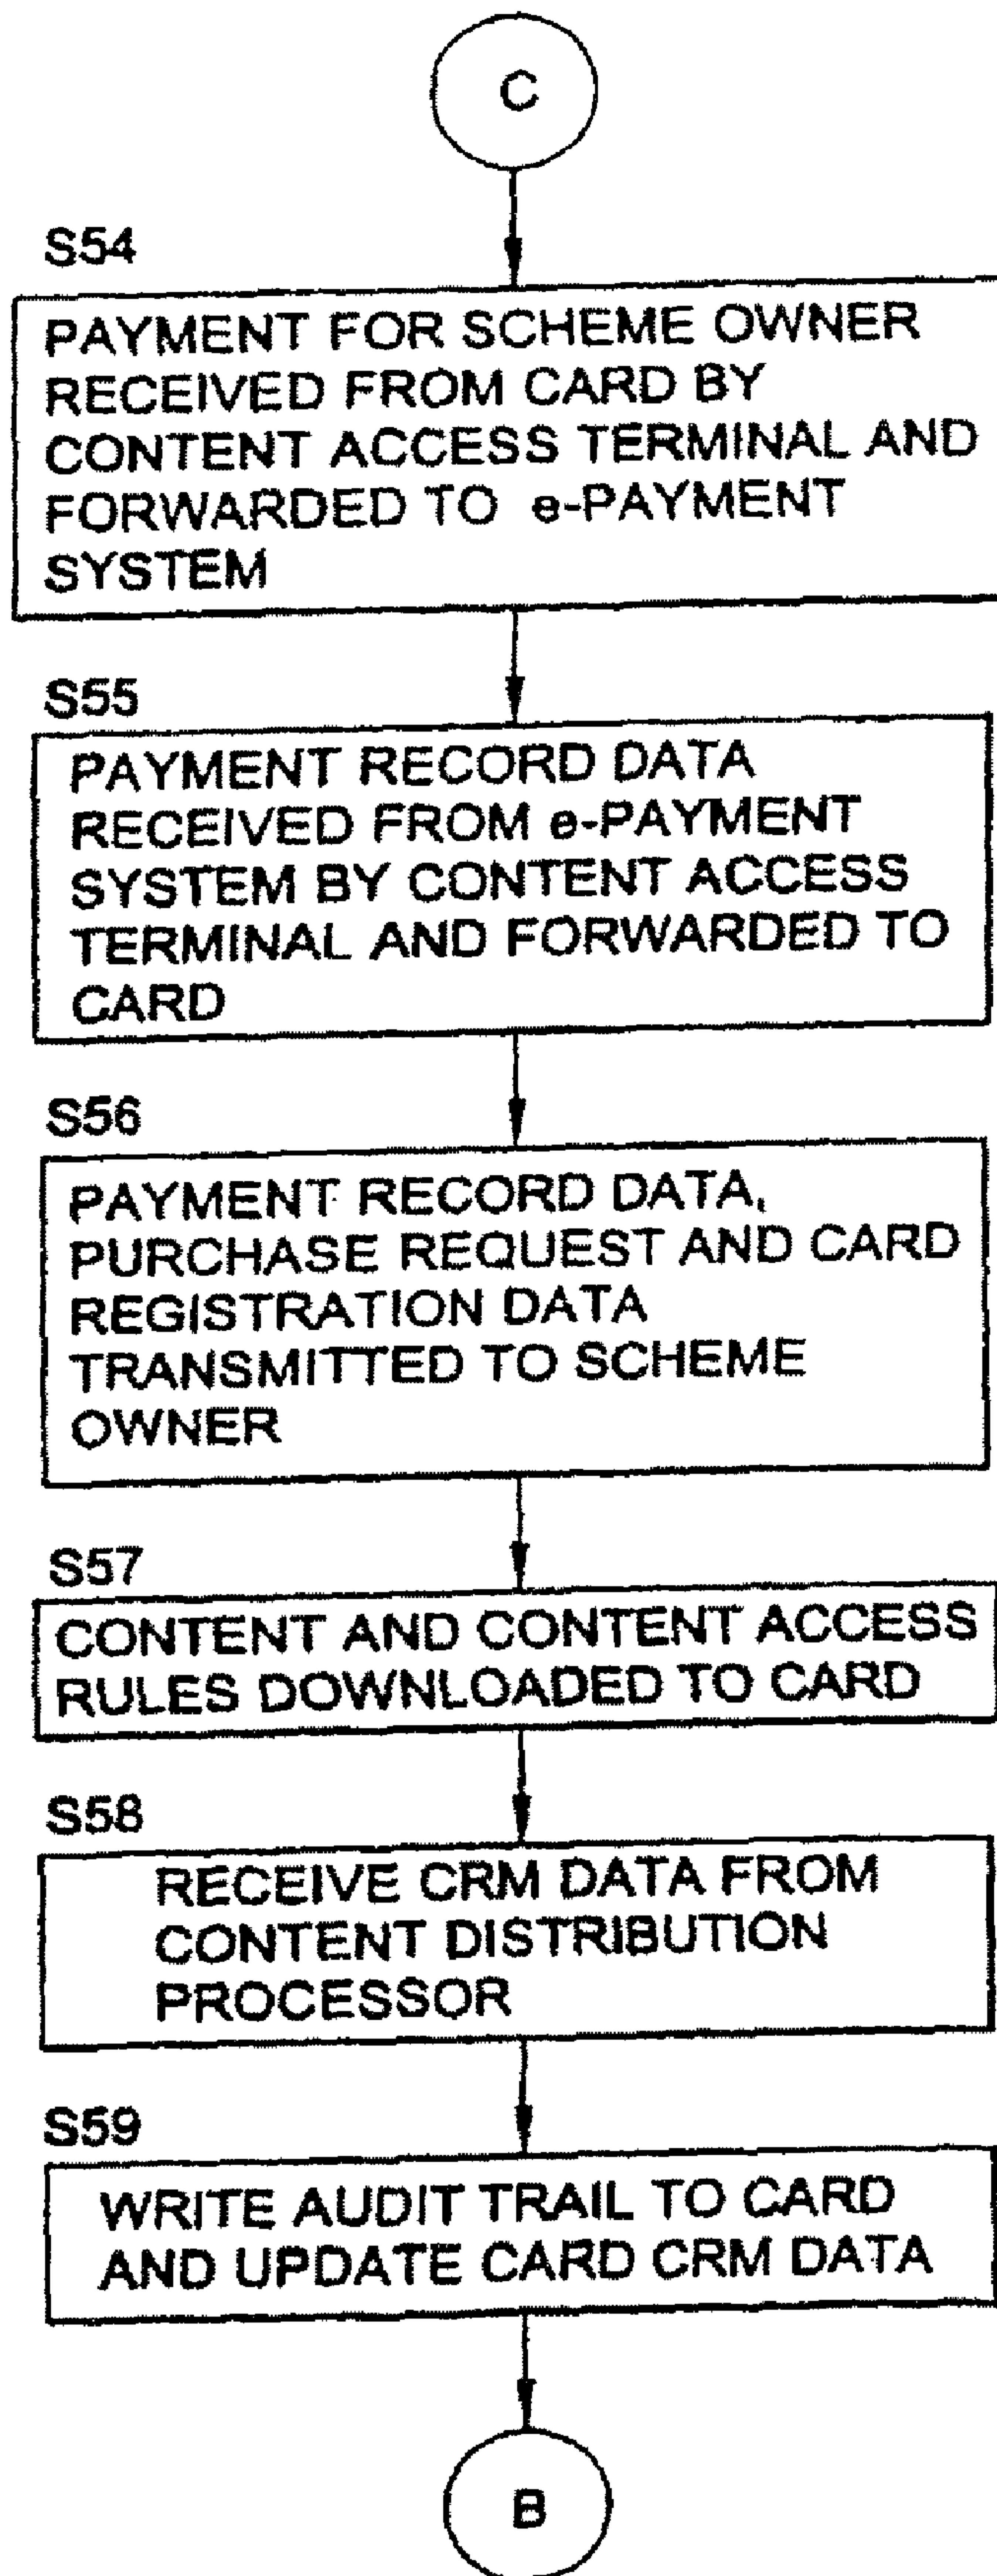 C
S54
PAYMENT FOR SCHEME OWNER
RECEIVED FROM CARD BY
CONTENT ACCESS TERMINAL AND
FORWARDED TO e-PAYMENT
SYSTEM
S55
PAYMENT RECORD DATA
RECEIVED FROM e-PAYMENT
SYSTEM BY CONTENT ACCESS
TERMINAL AND FORWARDED TO
CARD
S56
PAYMENT RECORD DATA,
PURCHASE REQUEST AND CARD
REGISTRATION DATA
TRANSMITTED TO SCHEME
OWNER
S57
CONTENT AND CONTENT ACCESS
RULES DOWNLOADED TO CARD
S58
RECEIVE CRM DATA FROM
CONTENT DISTRIBUTION
PROCESSOR
S59
WRITE AUDIT TRAIL TO CARD
AND UPDATE CARD CRM DATA
B